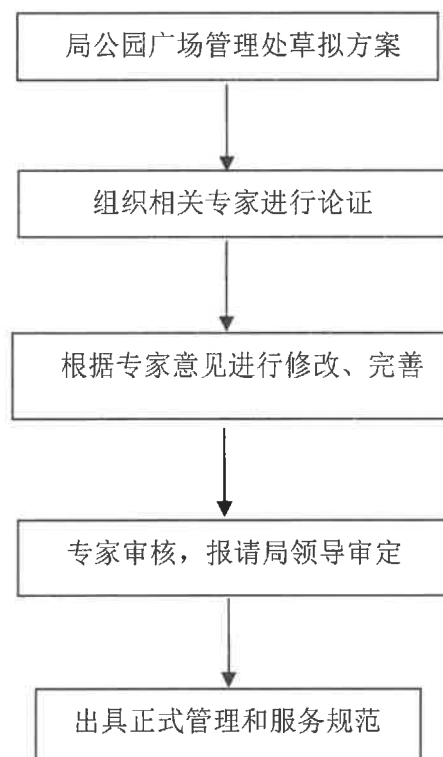 局公园广场管理处草拟方案
组织相关专家进行论证
根据专家意见进行修改、完善
专家审核，报请局领导审定
出具正式管理和服务规范